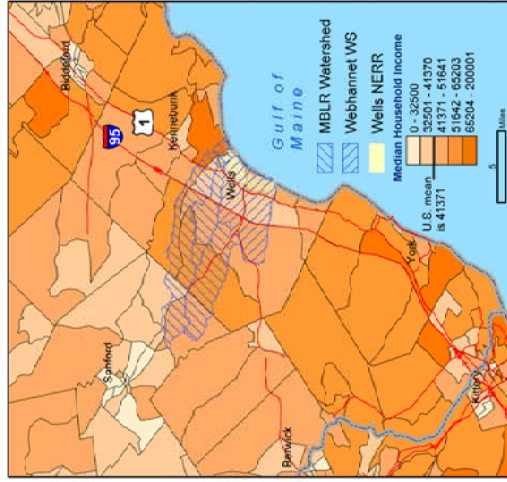 Biddeford
95
1
Kennebunk
Sanford
Wells
Berwick
York
Kittery
Gulf of
Maine
MBLR Watershed
Webhannet WS
Wells NERR
Median Household Income
0 - 32500
32501 - 41370
41371 - 51641
51642 - 65203
65204 - 200001
U.S. mean
is 41371
5
Miles